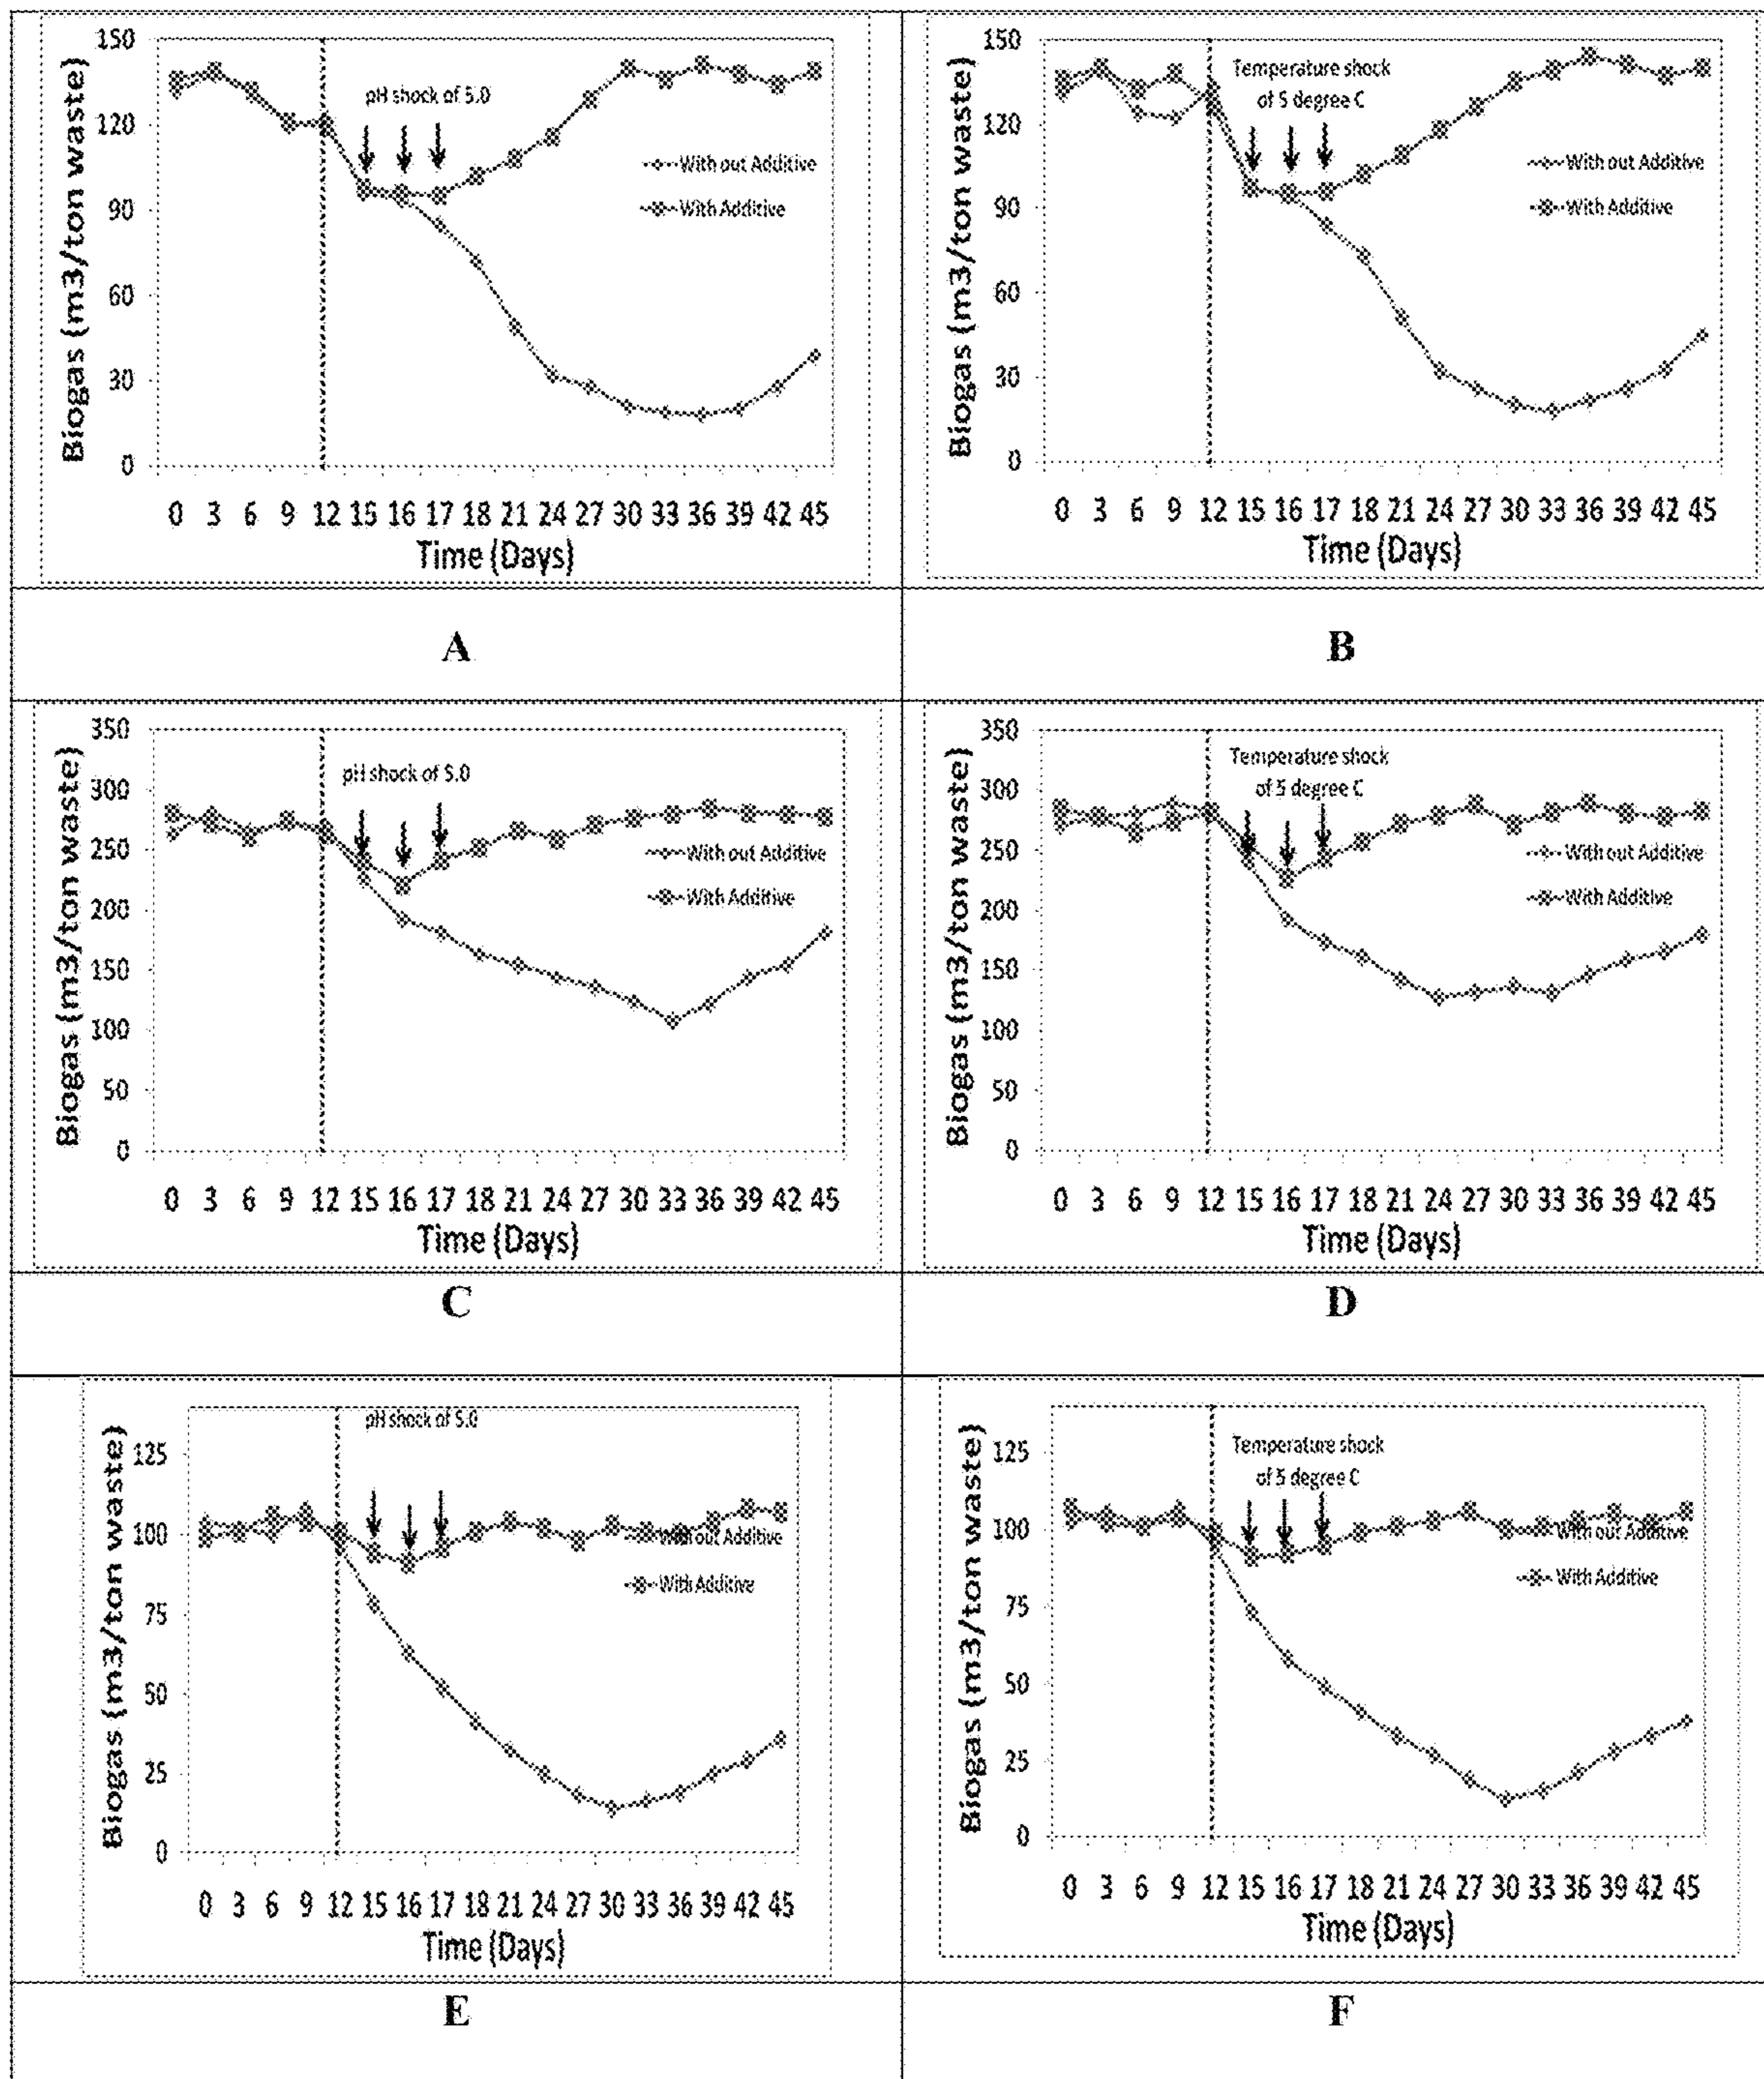 Biogas (m3/ton waste)
150
120
90
60
30
0
pH shock of 5.0
With out Additive
With Additive
0 3 6 9 12 15 16 17 18 21 24 27 30 33 36 39 42 45
Time (Days)
A
Biogas (m3/ton waste)
150
120
90
60
30
0
Temperature shock
of 5 degree C
With out Additive
With Additive
0 3 6 9 12 15 16 17 18 21 24 27 30 33 36 39 42 45
Time (Days)
B
Biogas (m3/ton waste)
350
300
250
200
150
100
50
0
pH shock of 5.0
With out Additive
With Additive
0 3 6 9 12 15 16 17 18 21 24 27 30 33 36 39 42 45
Time (Days)
C
Biogas (m3/ton waste)
350
300
250
200
150
100
50
0
Temperature shock
of 5 degree C
With out Additive
With Additive
0 3 6 9 12 15 16 17 18 21 24 27 30 33 36 39 42 45
Time (Days)
D
Biogas (m3/ton waste)
125
100
75
50
25
0
pH shock of 5.0
With out Additive
With Additive
0 3 6 9 12 15 16 17 18 21 24 27 30 33 36 39 42 45
Time (Days)
E
Biogas (m3/ton waste)
125
100
75
50
25
0
Temperature shock
of 5 degree C
With out Additive
With Additive
0 3 6 9 12 15 16 17 18 21 24 27 30 33 36 39 42 45
Time (Days)
F